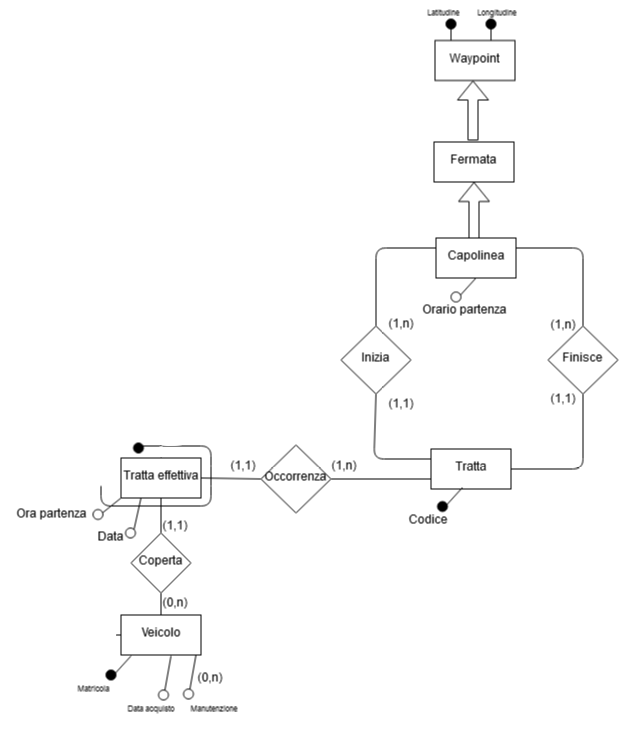 Latitudine Longitudine
Waypoint
Fermata
Capolinea
Orario partenza
(1,n) (1,n)
Inizia Finisce
(1,1) (1,1)
Tratta effettiva (1,1) Occorrenza (1,n) Tratta
Ora partenza
Codice
Data (1,1)
Coperta
(0,n)
Veicolo
(0,n)
Matricola
Data acquisto Manutenzione